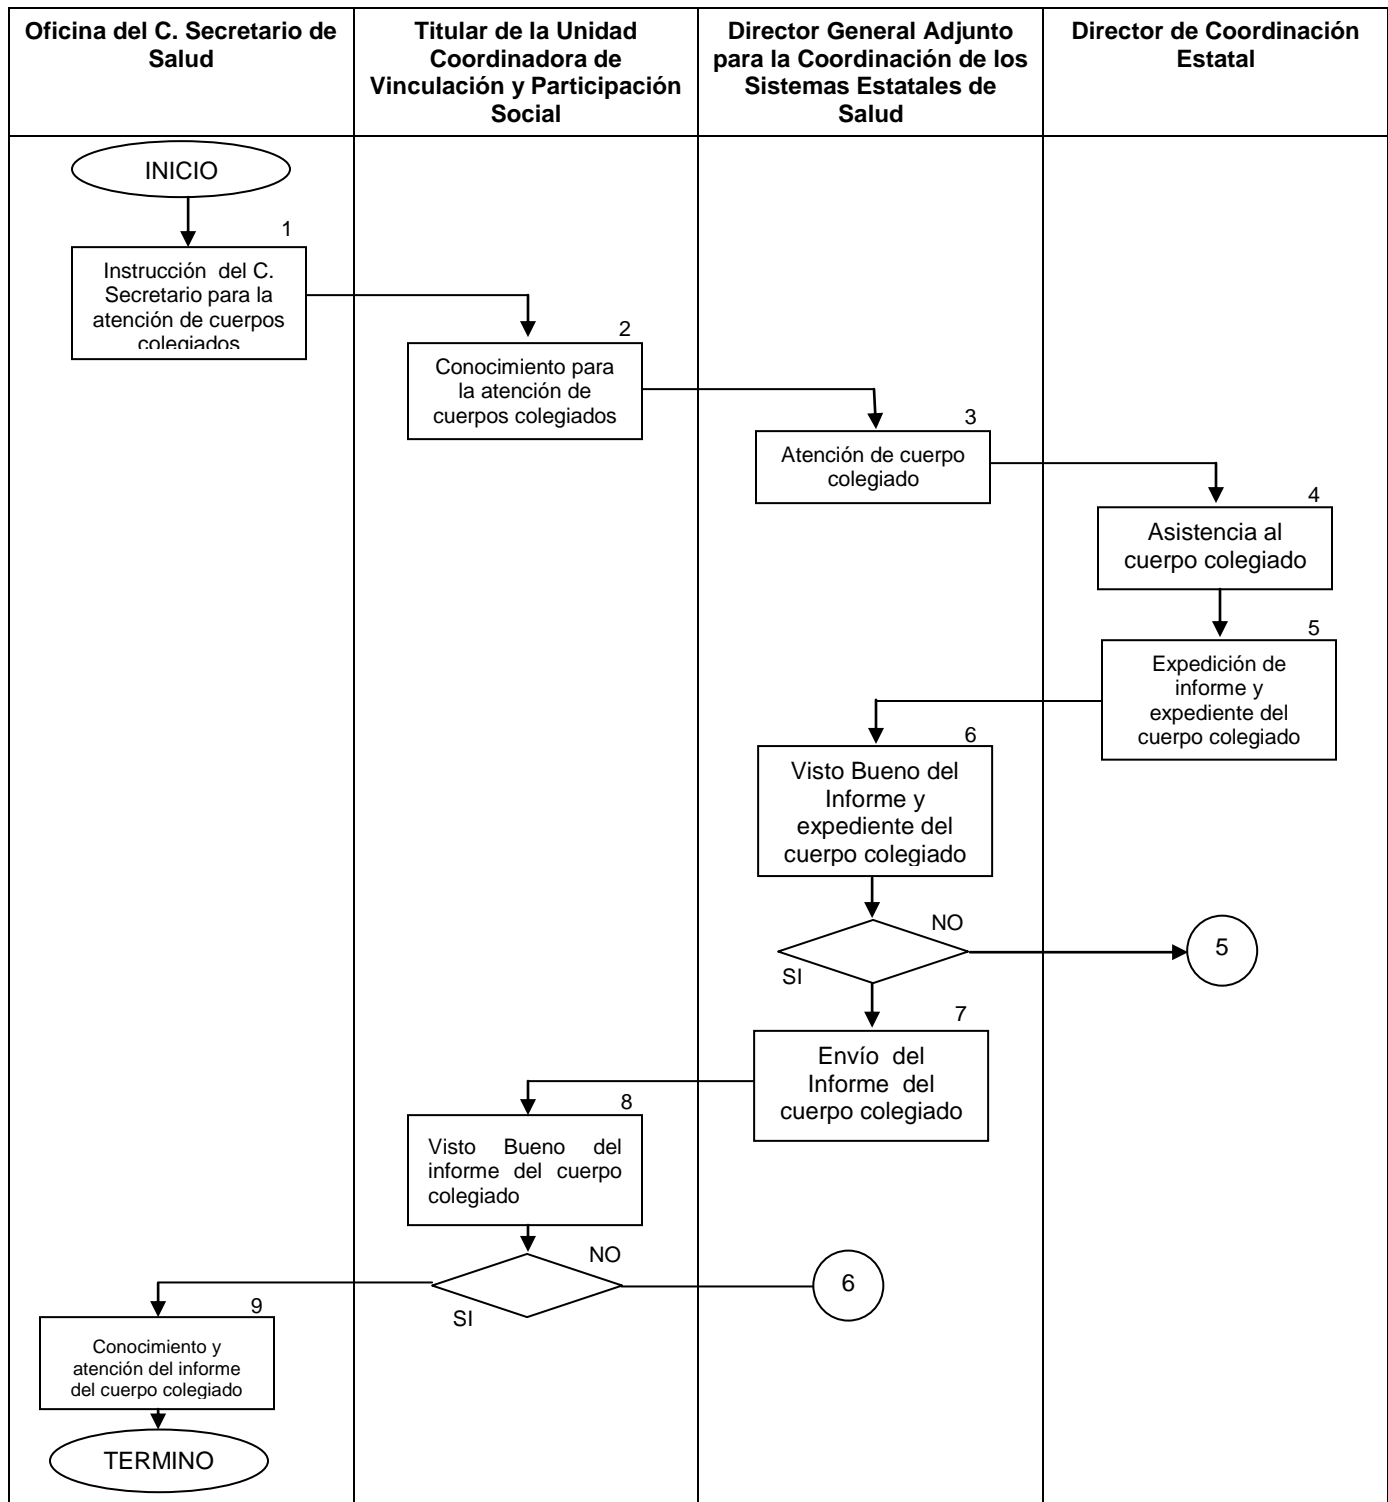 Oficina del C. Secretario de
Salud
Titular de la Unidad
Coordinadora de
Vinculación y Participación
Social
Director General Adjunto
para la Coordinación de los
Sistemas Estatales de
Salud
Director de Coordinación
Estatal
INICIO
1
Instrucción del C.
Secretario para la
atención de cuerpos
colegiados
2
Conocimiento para
la atención de
cuerpos colegiados
3
Atención de cuerpo
colegiado
4
Asistencia al
cuerpo colegiado
5
Expedición de
informe y
expediente del
cuerpo colegiado
6
Visto Bueno del
Informe y
expediente del
cuerpo colegiado
NO
SI
5
7
Envío del
Informe del
cuerpo colegiado
8
Visto Bueno del
informe del cuerpo
colegiado
NO
SI
6
9
Conocimiento y
atención del informe
del cuerpo colegiado
TERMINO